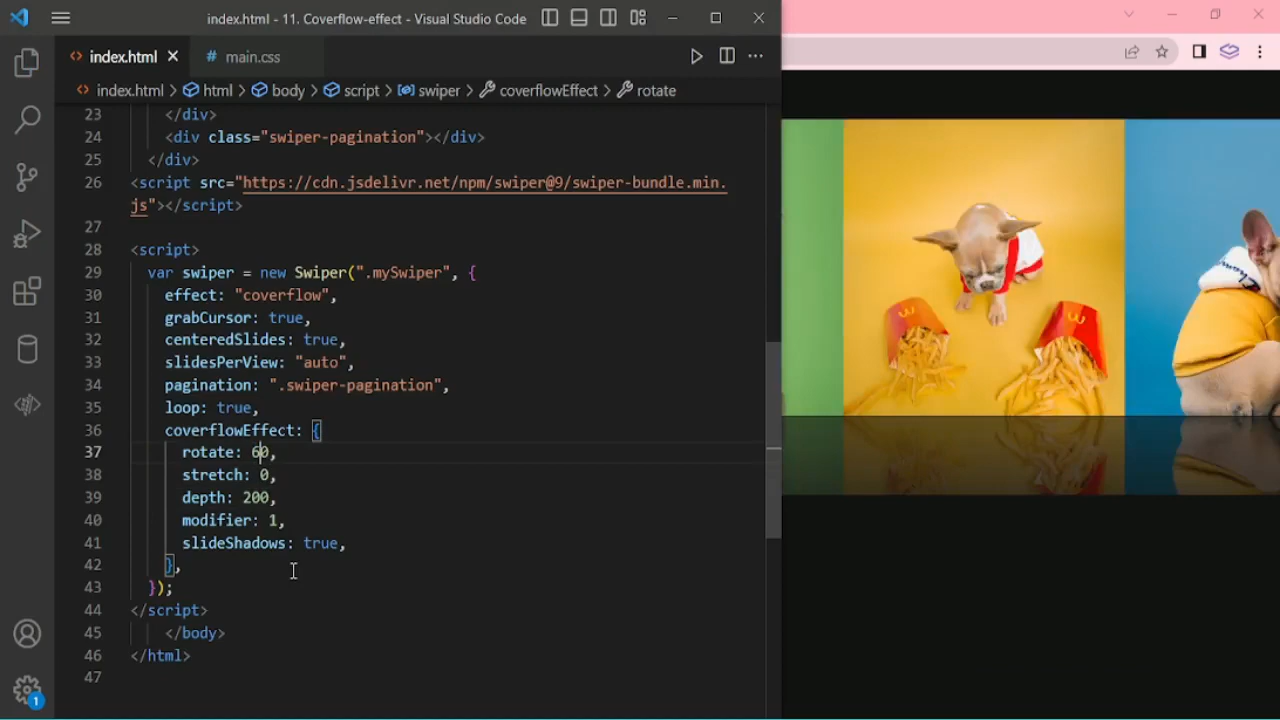 index.html - 11. Coverflow-effect - Visual Studio Code
index.html
# main.css
index.html > html > body > script > swiper > coverflowEffect > rotate
23 </div>
24 <div class="swiper-pagination"></div>
25 </div>
26 <script src="https://cdn.jsdelivr.net/npm/swiper@9/swiper-bundle.min.
js"></script>
27
28 <script>
29 var swiper = new Swiper(".mySwiper", {
30 effect: "coverflow",
31 grabCursor: true,
32 centeredSlides: true,
33 slidesPerView: "auto",
34 pagination: ".swiper-pagination",
35 loop: true,
36 coverflowEffect: {
37 rotate: 60,
38 stretch: 0,
39 depth: 200,
40 modifier: 1,
41 slideShadows: true,
42 },
43 });
44 </script>
45 </body>
46 </html>
47
1